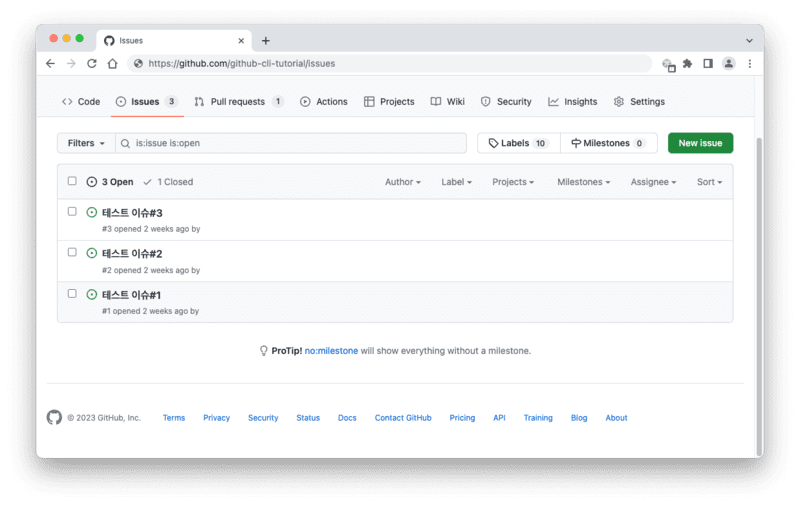 Issues
https://github.com/github-cli-tutorial/issues
Code Issues 3 Pull requests 1 Actions Projects Wiki Security Insights Settings
Filters is:issue is:open Labels 10 Milestones 0 New issue
3 Open 1 Closed Author Label Projects Milestones Assignee Sort
테스트 이슈#3
#3 opened 2 weeks ago by
테스트 이슈#2
#2 opened 2 weeks ago by
테스트 이슈#1
#1 opened 2 weeks ago by
ProTip! no:milestone will show everything without a milestone.
© 2023 GitHub, Inc. Terms Privacy Security Status Docs Contact GitHub Pricing API Training Blog About